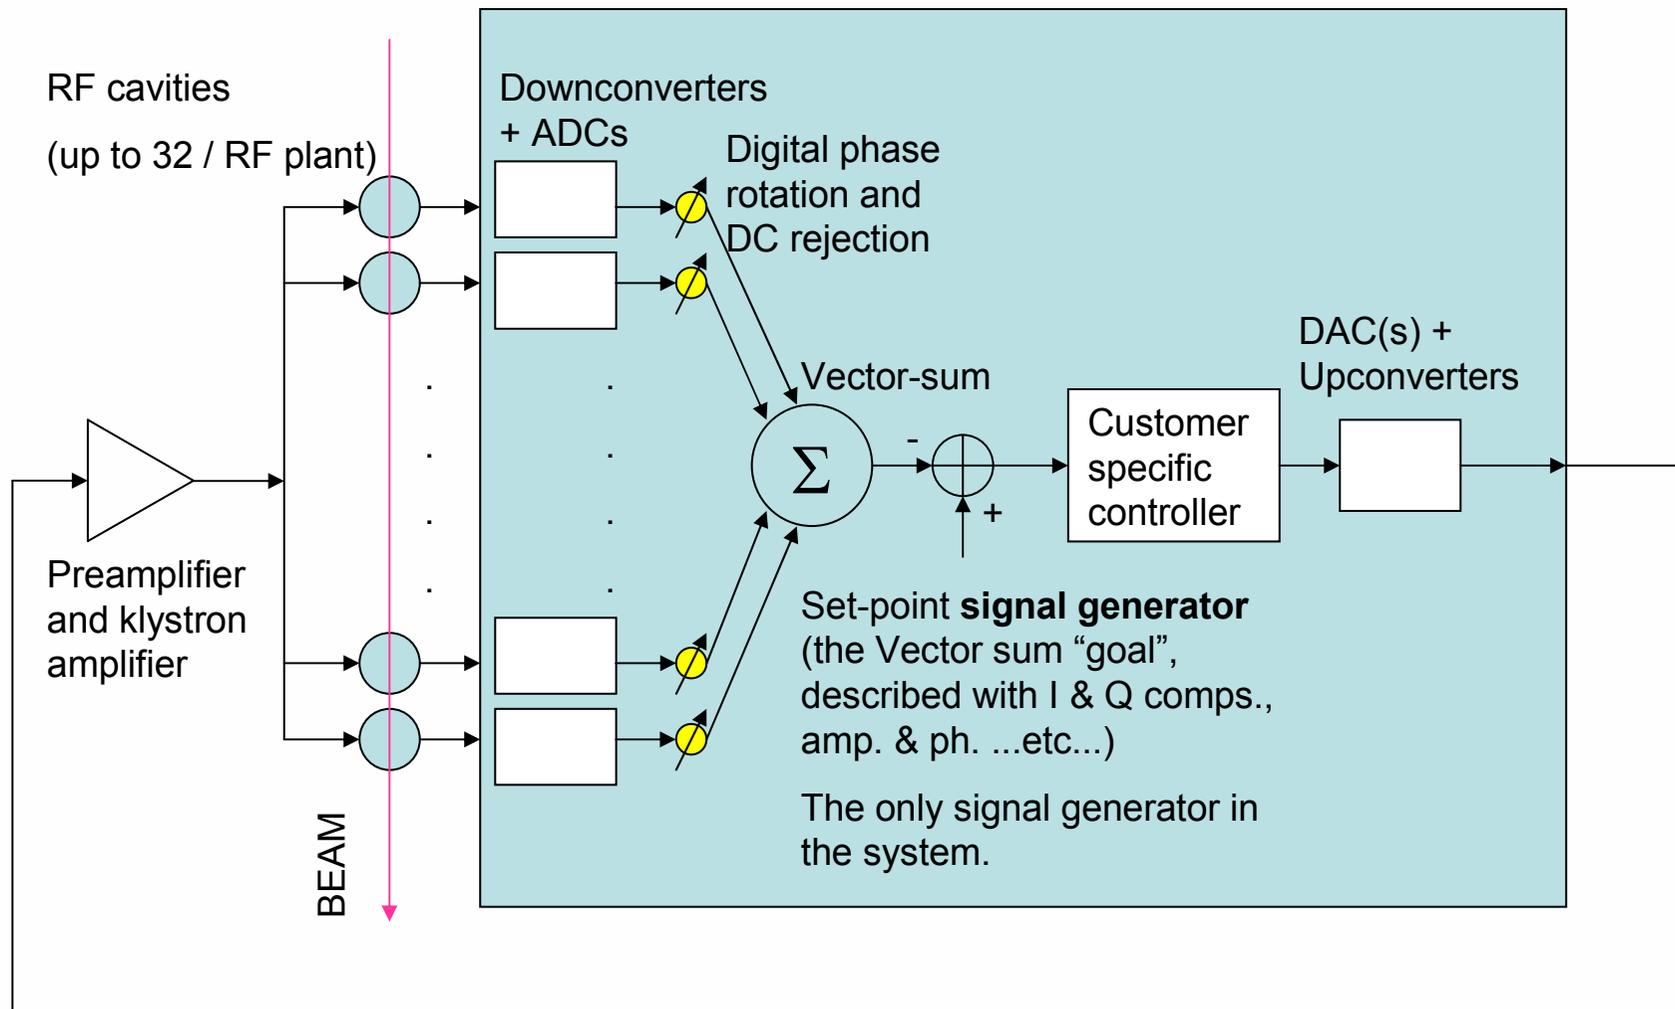 RF cavities
(up to 32 / RF plant)
Downconverters
+ ADCs
Digital phase
rotation and
DC rejection
Vector-sum
Σ
-
+
Customer
specific
controller
DAC(s) +
Upconverters
Preamplifier
and klystron
amplifier
Set-point signal generator
(the Vector sum “goal”,
described with I & Q comps.,
amp. & ph. ...etc...)
The only signal generator in
the system.
BEAM